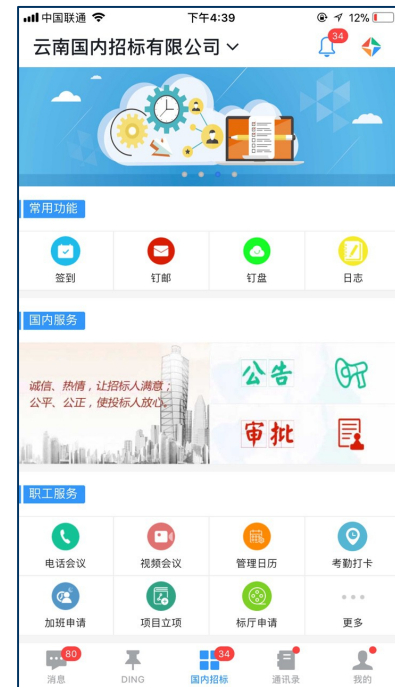 中国联通
下午4:39
12%
云南国内招标有限公司
34
常用功能
签到
钉邮
钉盘
日志
国内服务
诚信、热情，让招标人满意；
公平、公正，使投标人放心。
公告
审批
职工服务
电话会议
视频会议
管理日历
考勤打卡
加班申请
项目立项
标厅申请
更多
80
34
消息
DING
国内招标
通讯录
我的